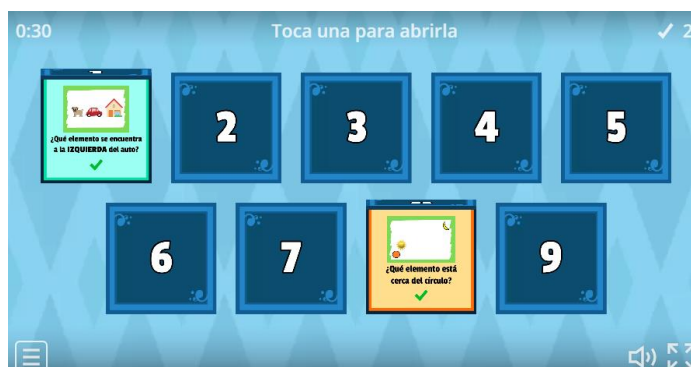 0:30
Toca una para abrirla
✓ 2
¿Qué elemento se encuentra
a la IZQUIERDA del auto?
2
3
4
5
6
7
¿Qué elemento está
cerca del círculo?
9